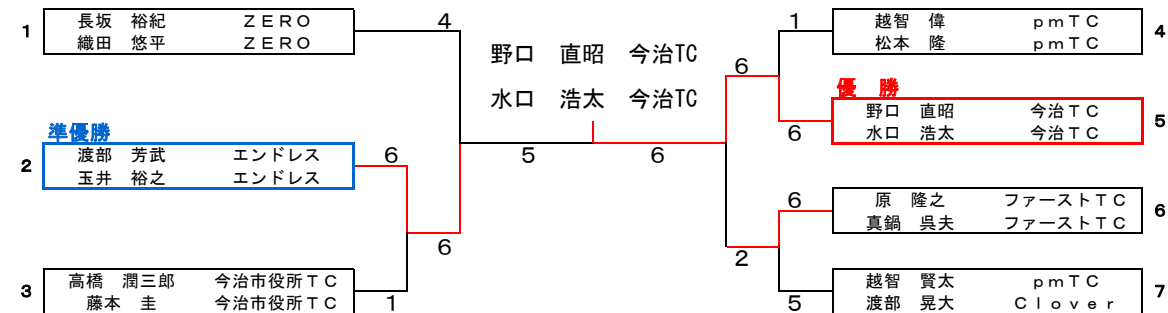 1
長坂　裕紀　ＺＥＲＯ
織田　悠平　ＺＥＲＯ
4
準優勝
2
渡部　芳武　エンドレス
玉井　裕之　エンドレス
6
6
3
高橋　潤三郎　今治市役所ＴＣ
藤本　圭　今治市役所ＴＣ
1
野口　直昭　今治TC
水口　浩太　今治TC
5
6
1
越智　偉　ｐｍＴＣ
松本　隆　ｐｍＴＣ
4
6
優　勝
野口　直昭　今治ＴＣ
水口　浩太　今治ＴＣ
5
6
6
原　隆之　ファーストＴＣ
真鍋　呉夫　ファーストＴＣ
6
2
越智　賢太　ｐｍＴＣ
渡部　晃大　Ｃｌｏｖｅｒ
7
5